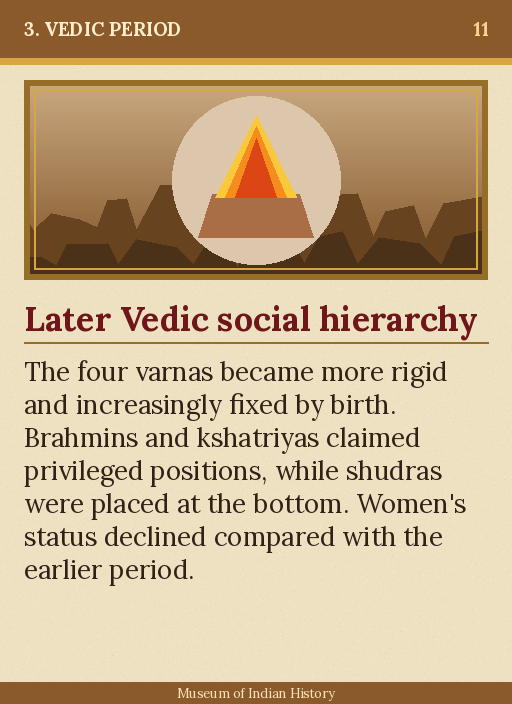 3. VEDIC PERIOD
11
Later Vedic social hierarchy
The four varnas became more rigid
and increasingly fixed by birth.
Brahmins and kshatriyas claimed
privileged positions, while shudras
were placed at the bottom. Women's
status declined compared with the
earlier period.
Museum of Indian History